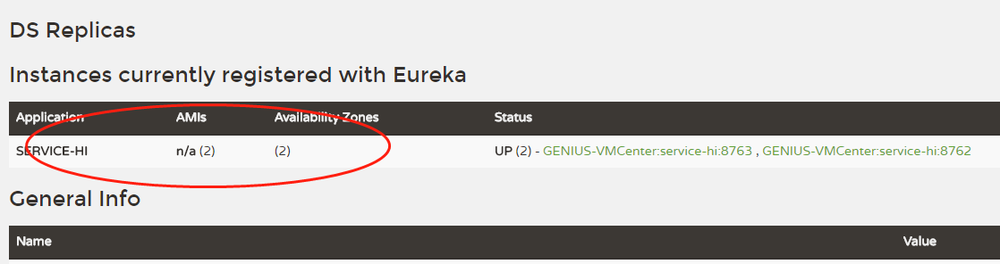 DS Replicas
Instances currently registered with Eureka
Application AMIs Availability Zones Status
SERVICE-HI n/a (2) (2) UP (2) - GENIUS-VMCenter:service-hi:8763 , GENIUS-VMCenter:service-hi:8762
General Info
Name Value